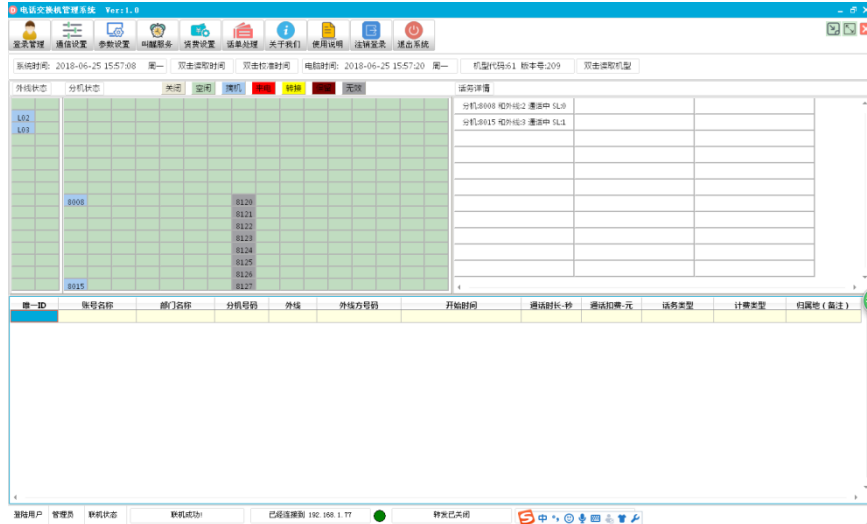 电话交换机管理系统 Ver:1.0
登录管理 通信设置 参数设置 叫醒服务 资费设置 话单处理 关于我们 使用说明 注销登录 退出系统
系统时间: 2018-06-25 15:57:08 周一 双击读取时间 双击校准时间 电脑时间: 2018-06-25 15:57:20 周一 机型代码:61 版本号:209 双击读取机型
外线状态 分机状态 关闭 空闲 摘机 转接 无效 话务详情
分机:8008 和外线:2 通话中 SL:0
L02
L03 分机:8015 和外线:3 通话中 SL:1
8008 8120
8121
8122
8123
8124
8125
8126
8015 8127
唯一ID 账号名称 部门名称 分机号码 外线 外线方号码 开始时间 通话时长-秒 通话扣费-元 话务类型 计费类型 归属地(备注)
登陆用户 管理员 联机状态 联机成功! 已经连接到 192.168.1.77 转发已关闭 中